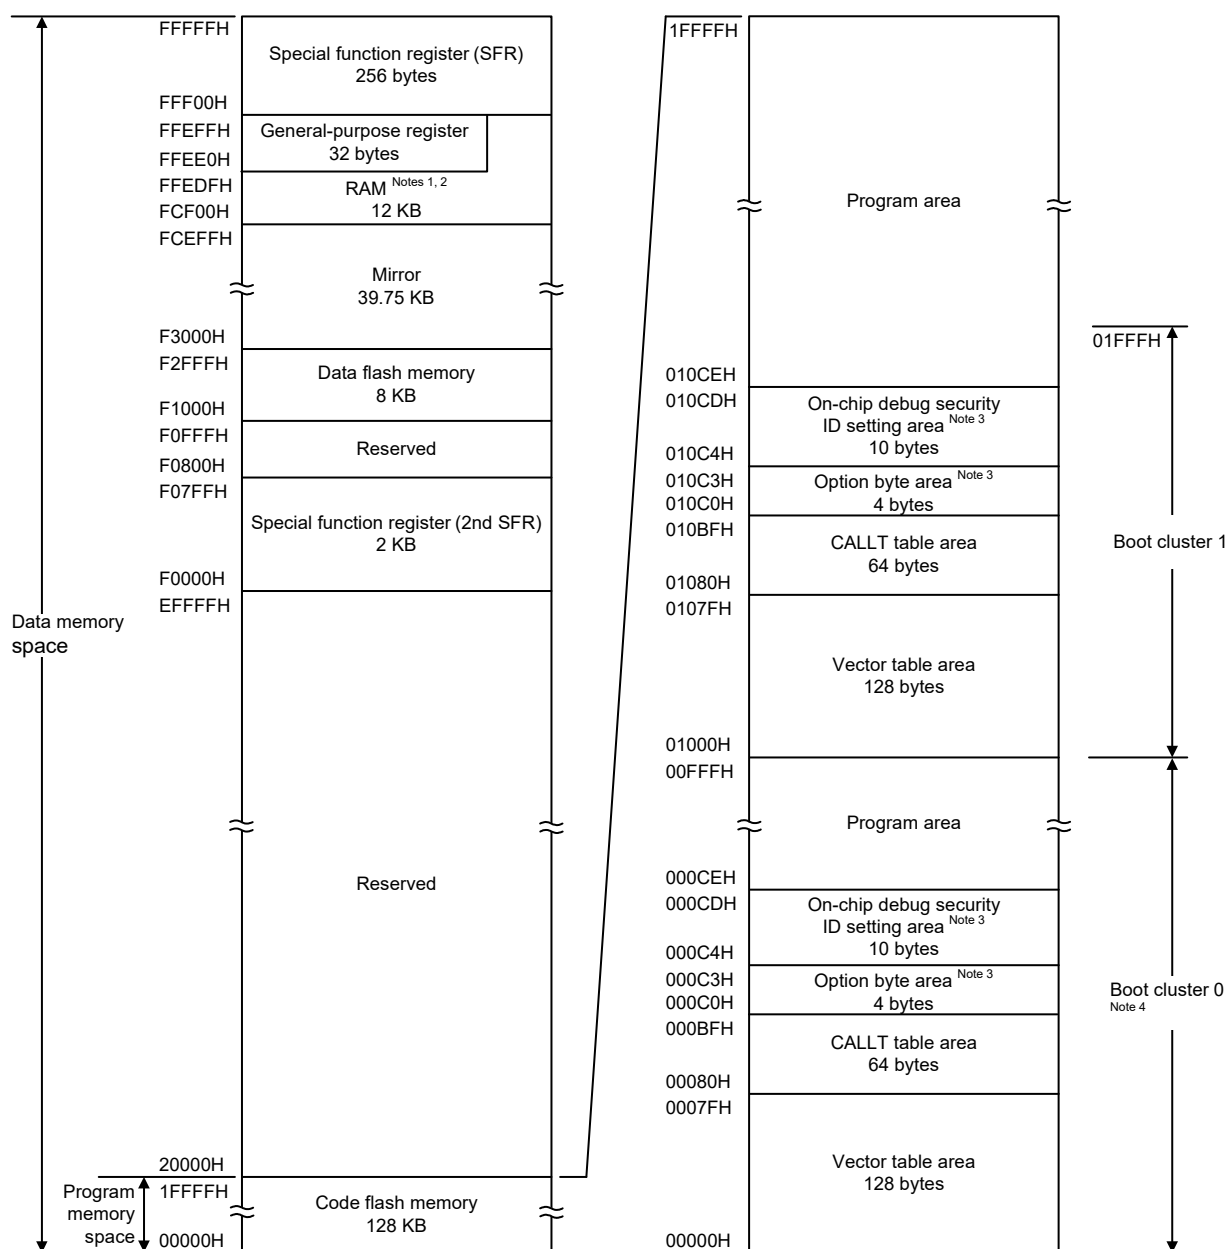 FFFFFH
Special function register (SFR)
256 bytes
FFF00H
FFEFFH
General-purpose register
32 bytes
FFEE0H
FFEDFH
RAM Notes 1, 2
12 KB
FCF00H
FCEFFH
Mirror
39.75 KB
F3000H
F2FFFH
Data flash memory
8 KB
F1000H
F0FFFH
Reserved
F0800H
F07FFH
Special function register (2nd SFR)
2 KB
F0000H
EFFFFH
Data memory
space
Reserved
20000H
1FFFFH
Program
memory
space
Code flash memory
128 KB
00000H
1FFFFH
Program area
010CEH
010CDH
On-chip debug security
ID setting area Note 3
10 bytes
010C4H
010C3H
Option byte area Note 3
4 bytes
010C0H
010BFH
CALLT table area
64 bytes
01080H
0107FH
Vector table area
128 bytes
01000H
00FFFH
Program area
000CEH
000CDH
On-chip debug security
ID setting area Note 3
10 bytes
000C4H
000C3H
Option byte area Note 3
4 bytes
000C0H
000BFH
CALLT table area
64 bytes
00080H
0007FH
Vector table area
128 bytes
00000H
01FFFH
Boot cluster 1
Boot cluster 0
Note 4